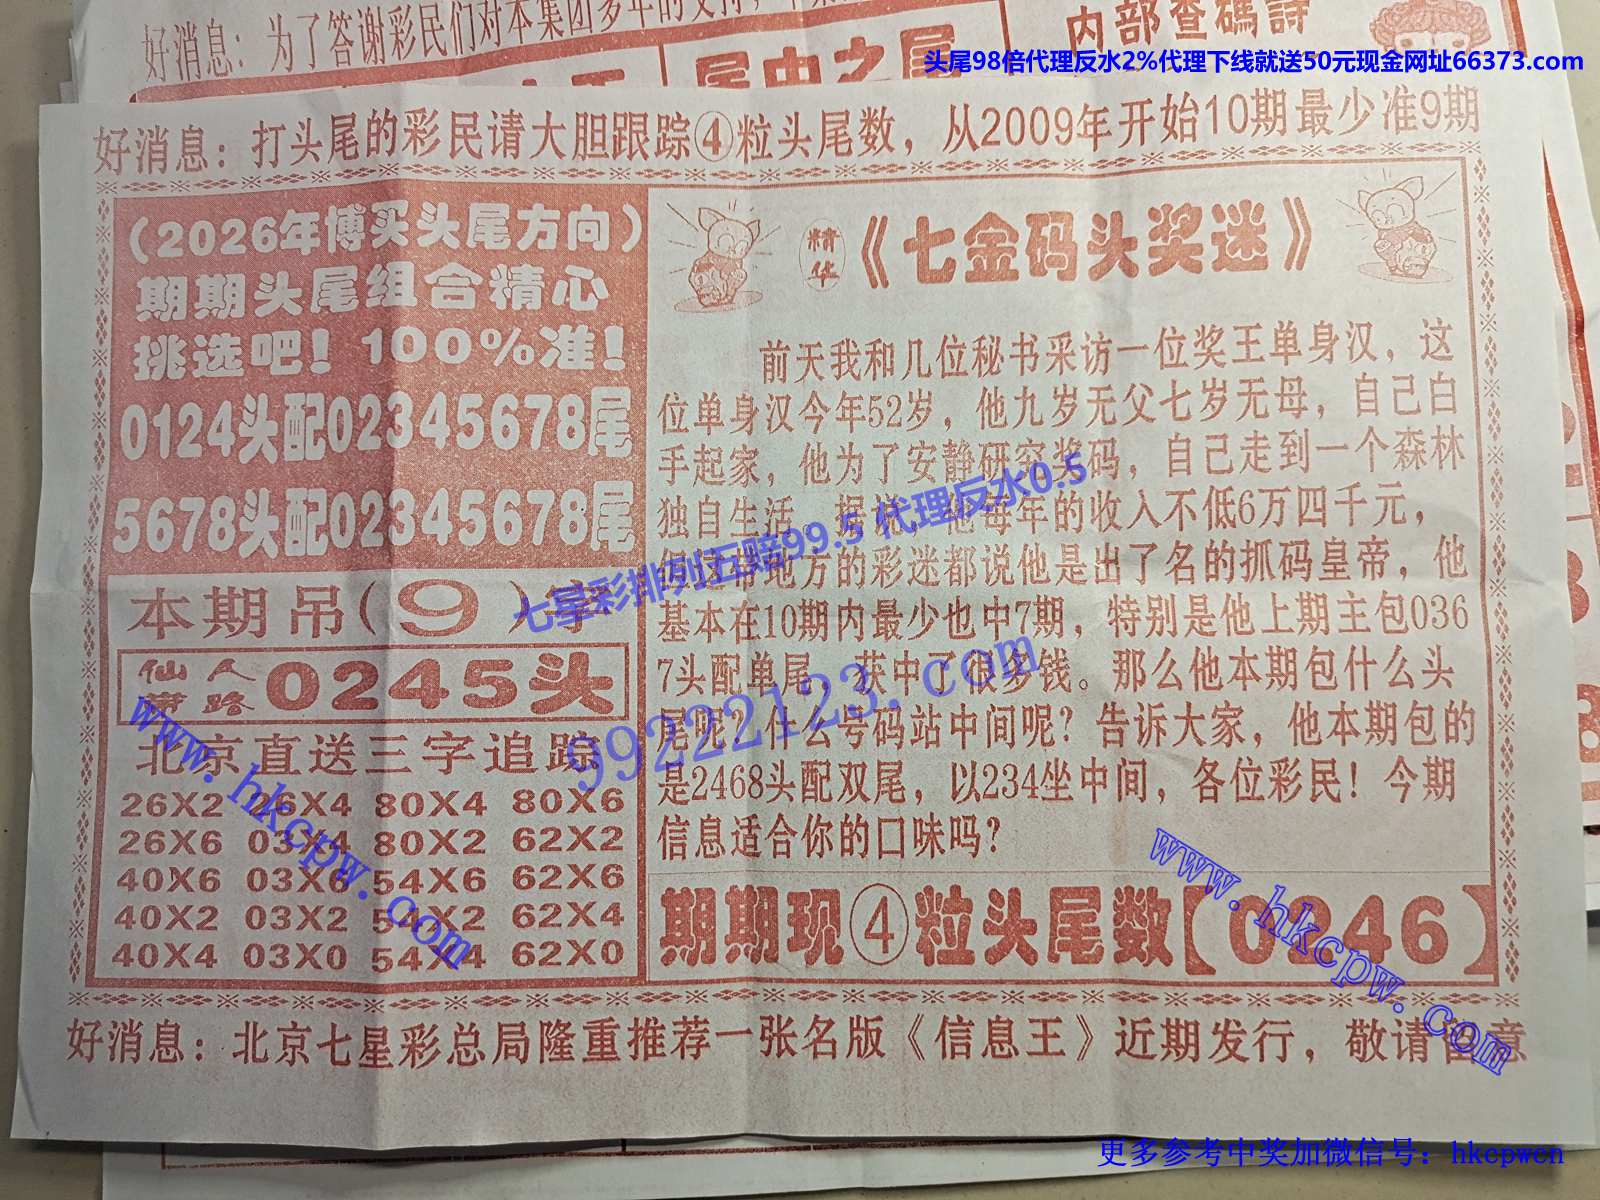 好消息：为了答谢彩民们对本集团多年的支持，
尾中之尾
内部查碼詩
头尾98倍代理反水2%代理下线就送50元现金网址66373.com
好消息：打头尾的彩民请大胆跟踪④粒头尾数，从2009年开始10期最少准9期
（2026年博买头尾方向）
期期头尾组合精心
挑选吧！100%准！
0124头配02345678尾
5678头配02345678尾
本期吊(9)字
仙人
路
0245头
北京直送三字追踪
26X2 26X4 80X4 80X6
26X6 03X4 80X2 62X2
40X6 03X6 54X6 62X6
40X2 03X2 54X2 62X4
40X4 03X0 54X4 62X0
精华
《七金码头奖迷》
前天我和几位秘书采访一位奖王单身汉，这
位单身汉今年52岁，他九岁无父七岁无母，自己白
手起家，他为了安静研究奖码，自己走到一个森林
独自生活。据说，他每年的收入不低6万四千元，
但是当地方的彩迷都说他是出了名的抓码皇帝，他
基本在10期内最少也中7期，特别是他上期主包036
7头配单尾，获中了很多钱。那么他本期包什么头
尾呢？什么号码站中间呢？告诉大家，他本期包的
是2468头配双尾，以234坐中间，各位彩民！今期
信息适合你的口味吗？
期期现④粒头尾数【0246】
好消息：北京七星彩总局隆重推荐一张名版《信息王》近期发行，敬请留意
七星彩排列五赔99.5 代理反水0.5
99222123.com
www.hkcpw.com
www.hkcpw.com
更多参考中奖加微信号：hkcpwcn